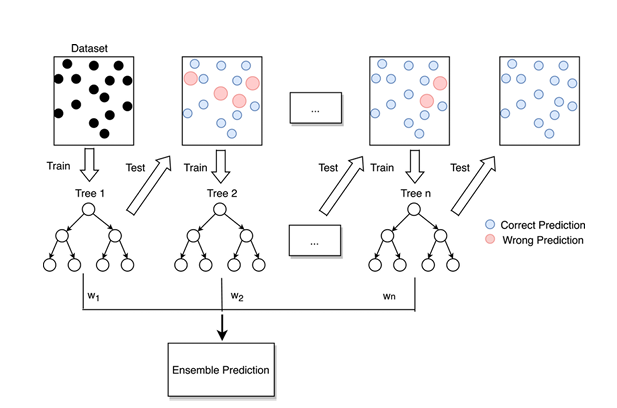 Dataset
...
Train
Test
Train
Test
Train
Test
Tree 1
Tree 2
Tree n
...
Correct Prediction
Wrong Prediction
w1
w2
wn
Ensemble Prediction